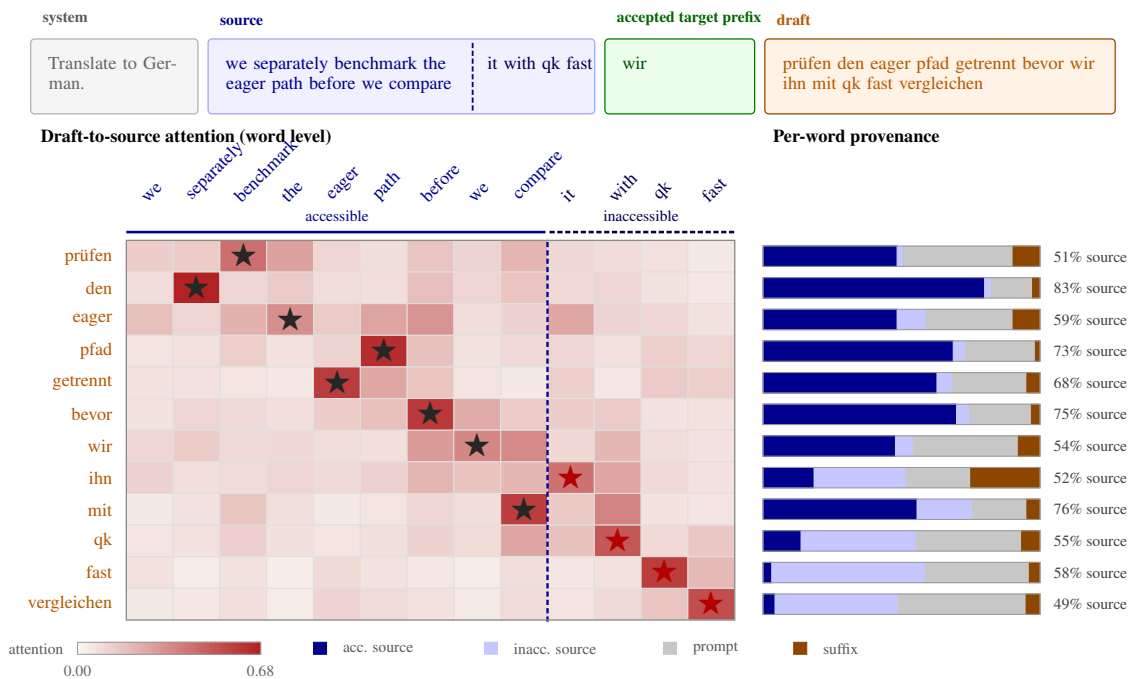 system
source
accepted target prefix
draft
Translate to Ger-
man.
we separately benchmark the
eager path before we compare
it with qk fast
wir
prüfen den eager pfad getrennt bevor wir
ihn mit qk fast vergleichen
Draft-to-source attention (word level)
Per-word provenance
we separately benchmark the eager path before we compare it with qk fast
accessible
inaccessible
prüfen
51% source
den
83% source
eager
59% source
pfad
73% source
getrennt
68% source
bevor
75% source
wir
54% source
ihn
52% source
mit
76% source
qk
55% source
fast
58% source
vergleichen
49% source
attention
0.00
0.68
acc. source
inacc. source
prompt
suffix